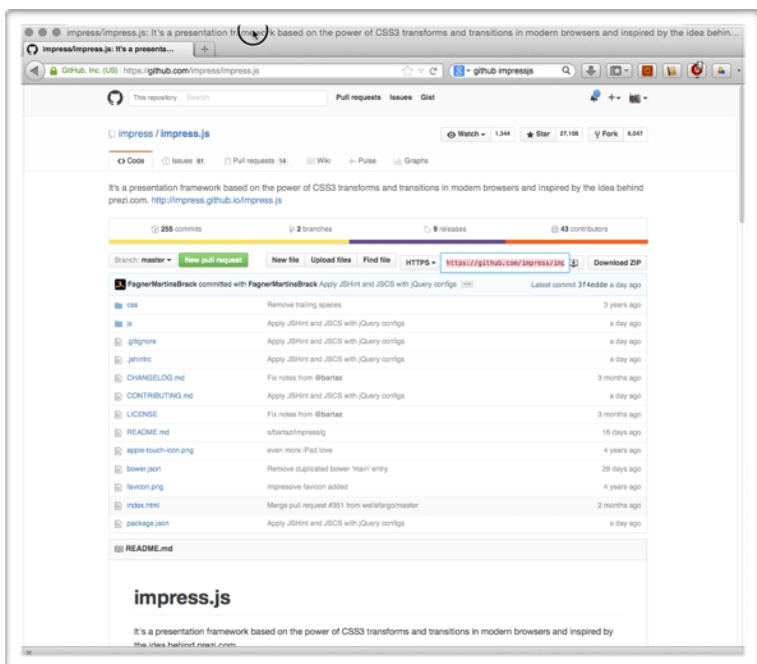 impress/impress.js: It's a presentation framework based on the power of CSS3 transforms and transitions in modern browsers and inspired by the idea behin...
impress/impress.js: It's a presenta... +
GitHub, Inc. (US) https://github.com/impress/impress.js github impressjs
This repository Search Pull requests Issues Gist
impress / impress.js Watch 1,344 Star 27,108 Fork 6,047
Code Issues 61 Pull requests 14 Wiki Pulse Graphs
It's a presentation framework based on the power of CSS3 transforms and transitions in modern browsers and inspired by the idea behind
prezi.com. http://impress.github.io/impress.js
255 commits 2 branches 9 releases 43 contributors
Branch: master New pull request New file Upload files Find file HTTPS https://github.com/impress/imp Download ZIP
FagnerMartinsBrack committed with FagnerMartinsBrack Apply JSHint and JSCS with jQuery configs ... Latest commit 3f4edde a day ago
css Remove trailing spaces 3 years ago
js Apply JSHint and JSCS with jQuery configs a day ago
.gitignore Apply JSHint and JSCS with jQuery configs a day ago
.jshintrc Apply JSHint and JSCS with jQuery configs a day ago
CHANGELOG.md Fix notes from @bartaz 3 months ago
CONTRIBUTING.md Apply JSHint and JSCS with jQuery configs a day ago
LICENSE Fix notes from @bartaz 3 months ago
README.md s/bartaz/impress/g 16 days ago
apple-touch-icon.png even more iPad love 4 years ago
bower.json Remove duplicated bower 'main' entry 29 days ago
favicon.png impressive favicon added 4 years ago
index.html Merge pull request #351 from wellsfargo/master 2 months ago
package.json Apply JSHint and JSCS with jQuery configs a day ago
README.md
impress.js
It's a presentation framework based on the power of CSS3 transforms and transitions in modern browsers and inspired by
the idea behind prezi.com.